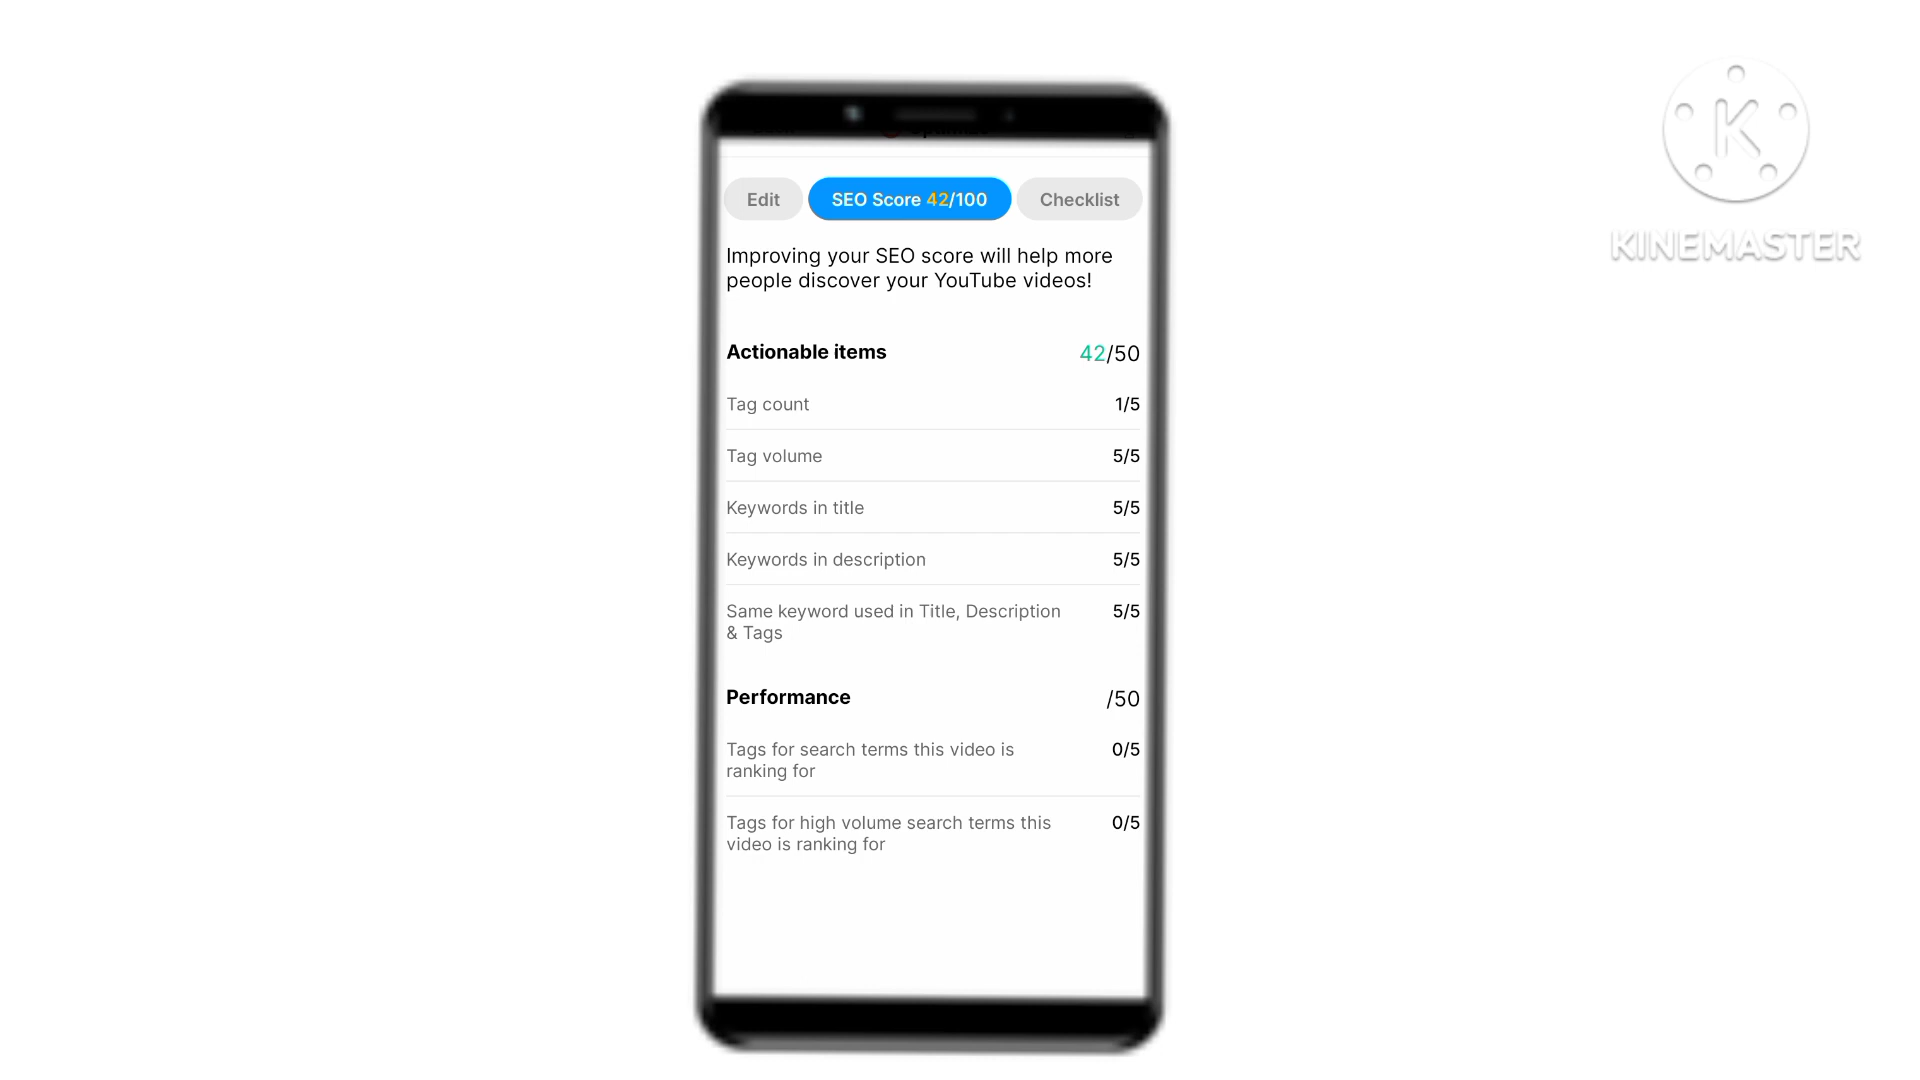 Edit
SEO Score 42/100
Checklist
Improving your SEO score will help more
people discover your YouTube videos!
Actionable items 42/50
Tag count 1/5
Tag volume 5/5
Keywords in title 5/5
Keywords in description 5/5
Same keyword used in Title, Description 5/5
& Tags
Performance /50
Tags for search terms this video is 0/5
ranking for
Tags for high volume search terms this 0/5
video is ranking for
K
KINEMASTER